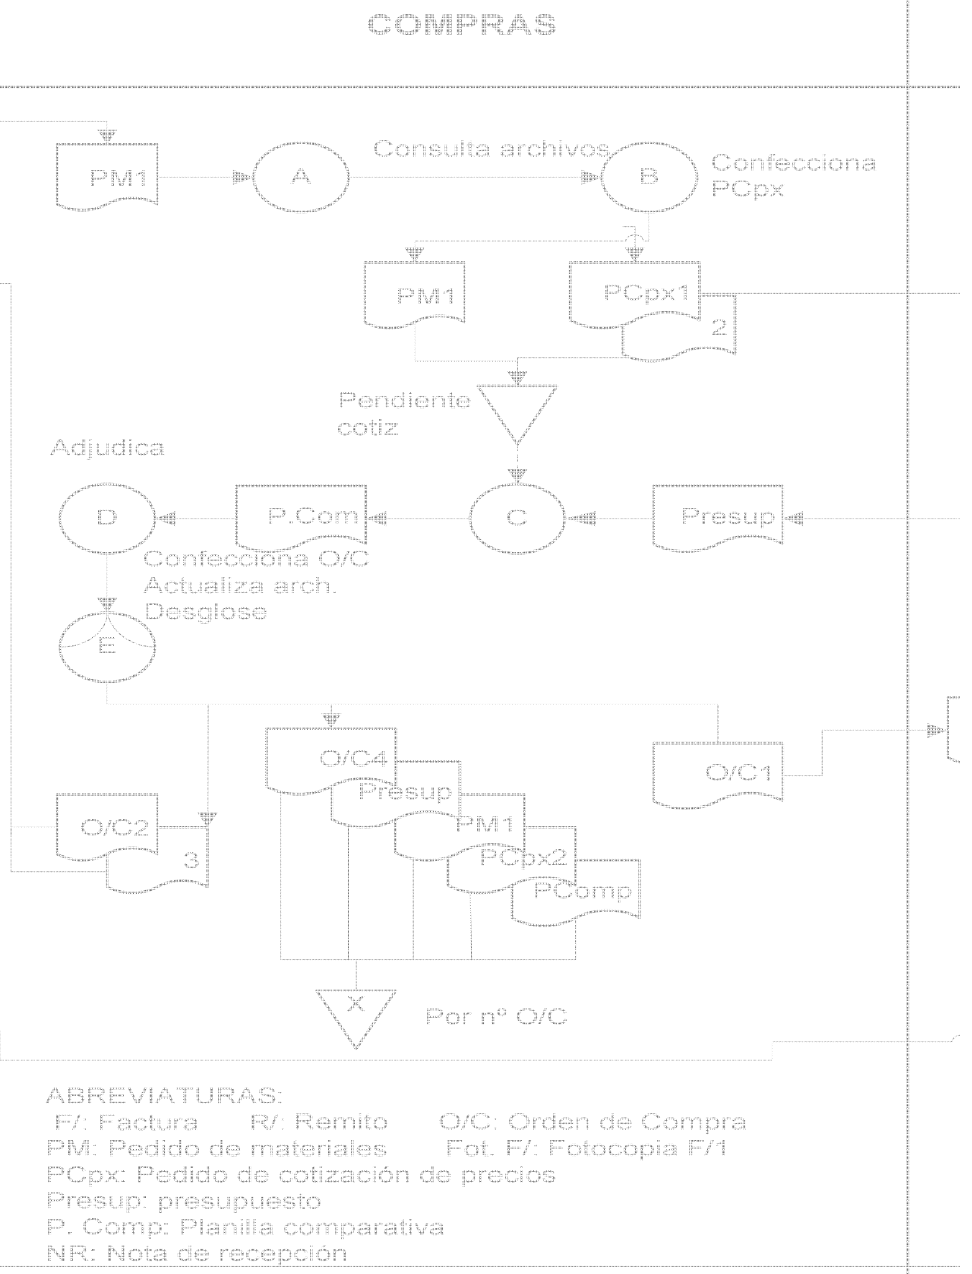 COMPRAS
PM1
A
Consulta archivos
B
Confecciona
PCpx
PM1
PCpx1
2
Pendiente
cotiz
Adjudica
D
P.Com
C
Presup
Confecciona O/C
Actualiza arch.
Desglose
E
O/C4
Presup
O/C1
PM1
O/C2
PCpx2
3
PComp
X
Por nº O/C
ABREVIATURAS:
F/: Factura R/: Remito O/C: Orden de Compra
PM: Pedido de materiales Fot. F/: Fotocopia F/1
PCpx: Pedido de cotización de precios
Presup: presupuesto
P. Comp: Planilla comparativa
NR: Nota de recepción